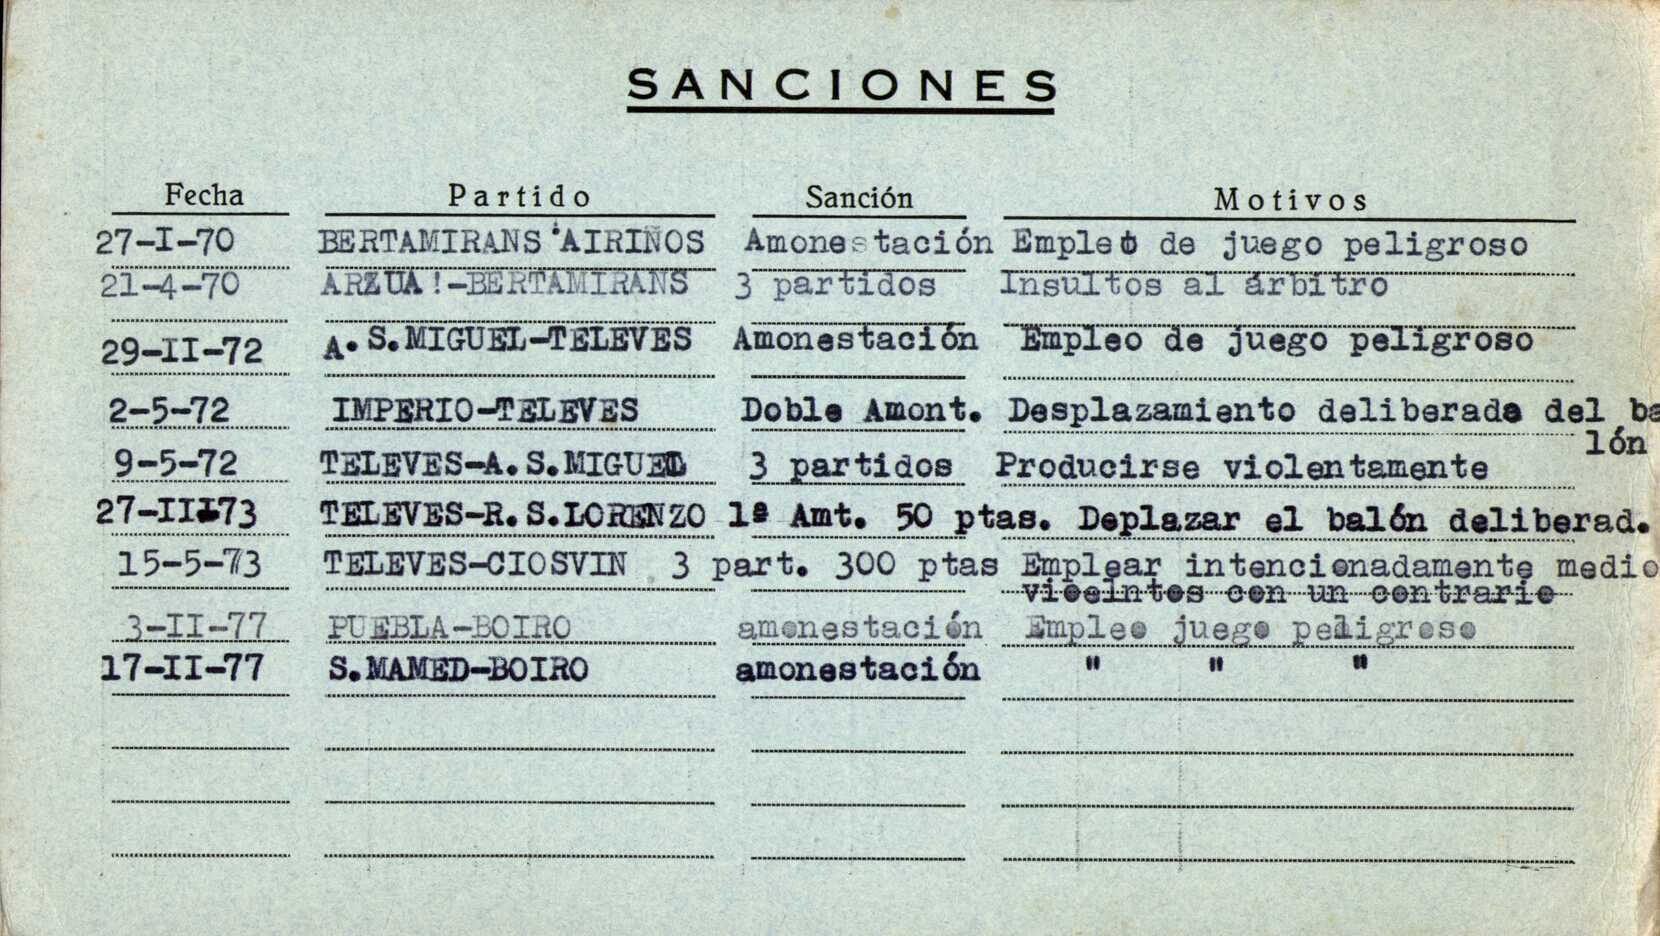 SANCIONES
Fecha Partido Sanción Motivos
27-I-70 BERTAMIRANS AIRIÑOS Amonestación Empleo de juego peligroso
21-4-70 ARZUA!-BERTAMIRANS 3 partidos Insultos al árbitro
29-II-72 A.S.MIGUEL-TELEVES Amonestación Empleo de juego peligroso
2-5-72 IMPERIO-TELEVES Doble Amont. Desplazamiento deliberado del ba
lón
9-5-72 TELEVES-A.S.MIGUEL 3 partidos Producirse violentamente
27-II-73 TELEVES-R.S.LORENZO 1ª Amt. 50 ptas. Deplazar el balón deliberad.
15-5-73 TELEVES-CIOSVIN 3 part. 300 ptas Emplear intencionadamente medio
vioelntos con un contrario
3-II-77 PUEBLA-BOIRO amonestación Empleo juego peligroso
17-II-77 S.MAMED-BOIRO amonestación " " "